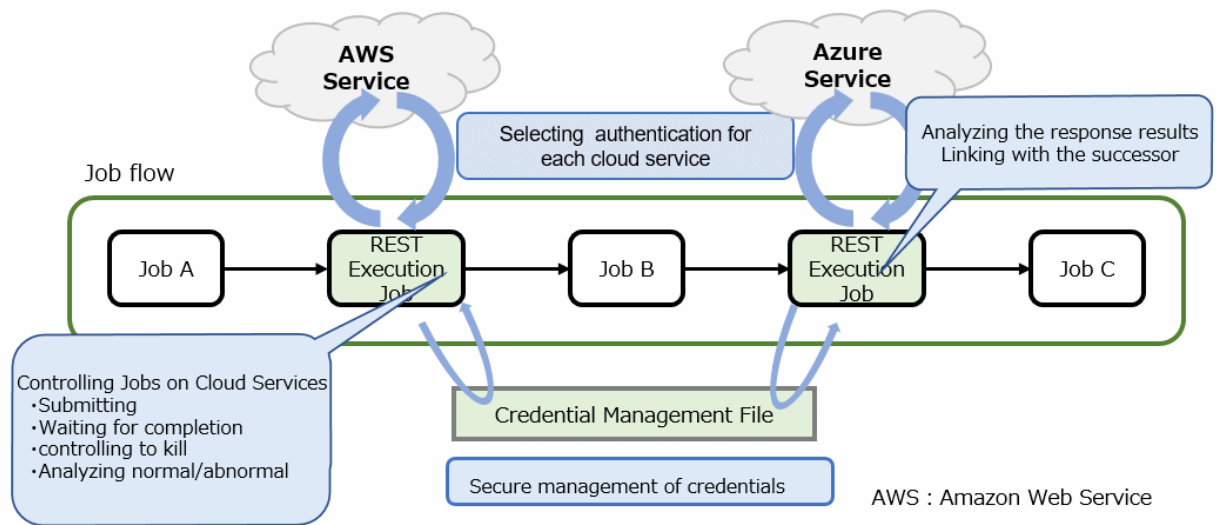 AWS
Service
Azure
Service
Selecting authentication for
each cloud service
Analyzing the response results
Linking with the successor
Job flow
Job A
REST
Execution
Job
Job B
REST
Execution
Job
Job C
Controlling Jobs on Cloud Services
・Submitting
・Waiting for completion
・controlling to kill
・Analyzing normal/abnormal
Credential Management File
Secure management of credentials
AWS : Amazon Web Service